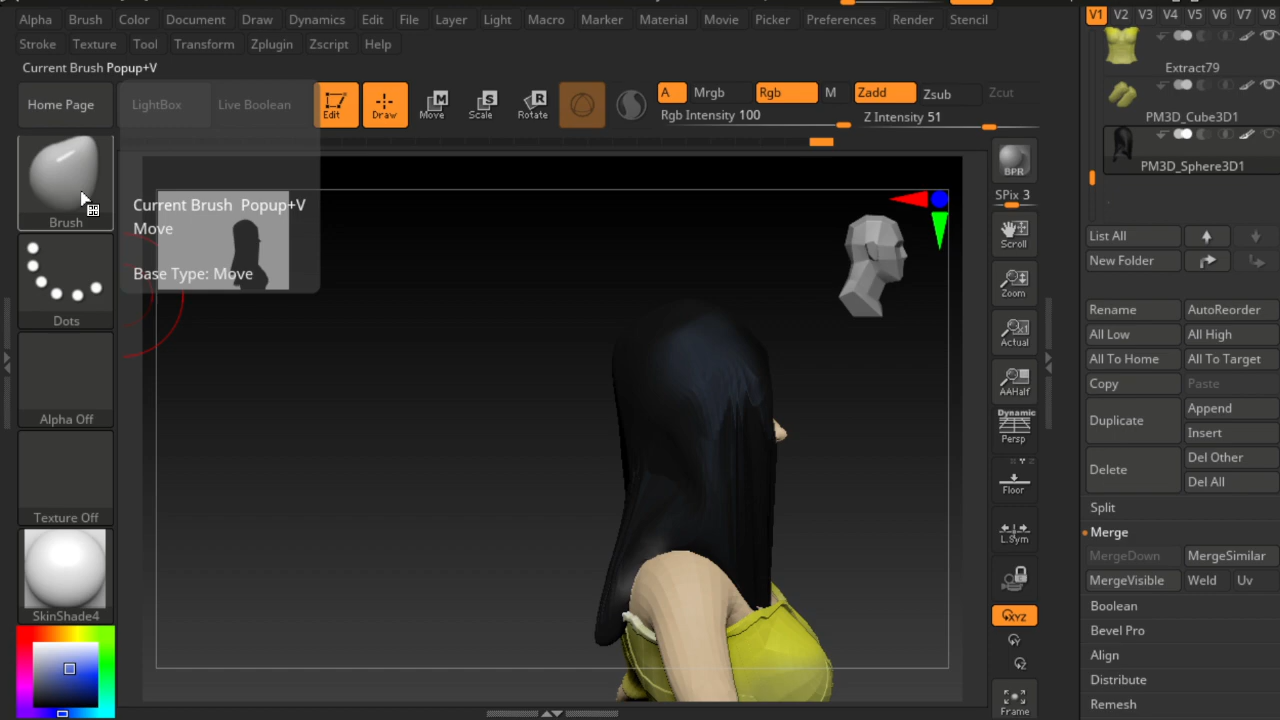 Alpha Brush Color Document Draw Dynamics Edit File Layer Light Macro Marker Material Movie Picker Preferences Render Stencil
Stroke Texture Tool Transform Zplugin Zscript Help
Current Brush Popup+V
Home Page LightBox Live Boolean Edit Draw Move Scale Rotate
A Mrgb Rgb M Zadd Zsub Zcut
Rgb Intensity 100 Z Intensity 51
Brush
Dots
Alpha Off
Texture Off
SkinShade4
Current Brush Popup+V
Move
Base Type: Move
BPR
SPix 3
Scroll
Zoom
Actual
AAHalf
Dynamic
Persp
Floor
L.Sym
XYZ
Y
Z
Frame
V1 V2 V3 V4 V5 V6 V7 V8
Extract79
PM3D_Cube3D1
PM3D_Sphere3D1
List All
New Folder
Rename AutoReorder
All Low All High
All To Home All To Target
Copy Paste
Duplicate Append
Insert
Delete Del Other
Del All
Split
Merge
MergeDown MergeSimilar
MergeVisible Weld Uv
Boolean
Bevel Pro
Align
Distribute
Remesh